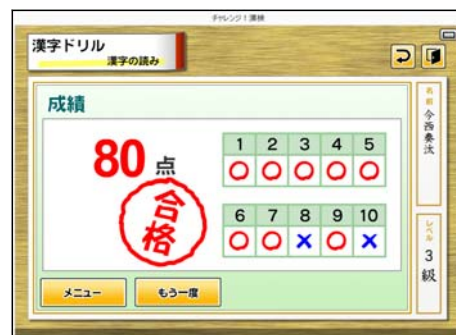 チャレンジ!漢検
漢字ドリル
漢字の読み
成績
80点
合格
1 2 3 4 5
○ ○ ○ ○ ○
6 7 8 9 10
○ ○ × ○ ×
メニュー
もう一度
名前
今西奏汰
レベル
3級